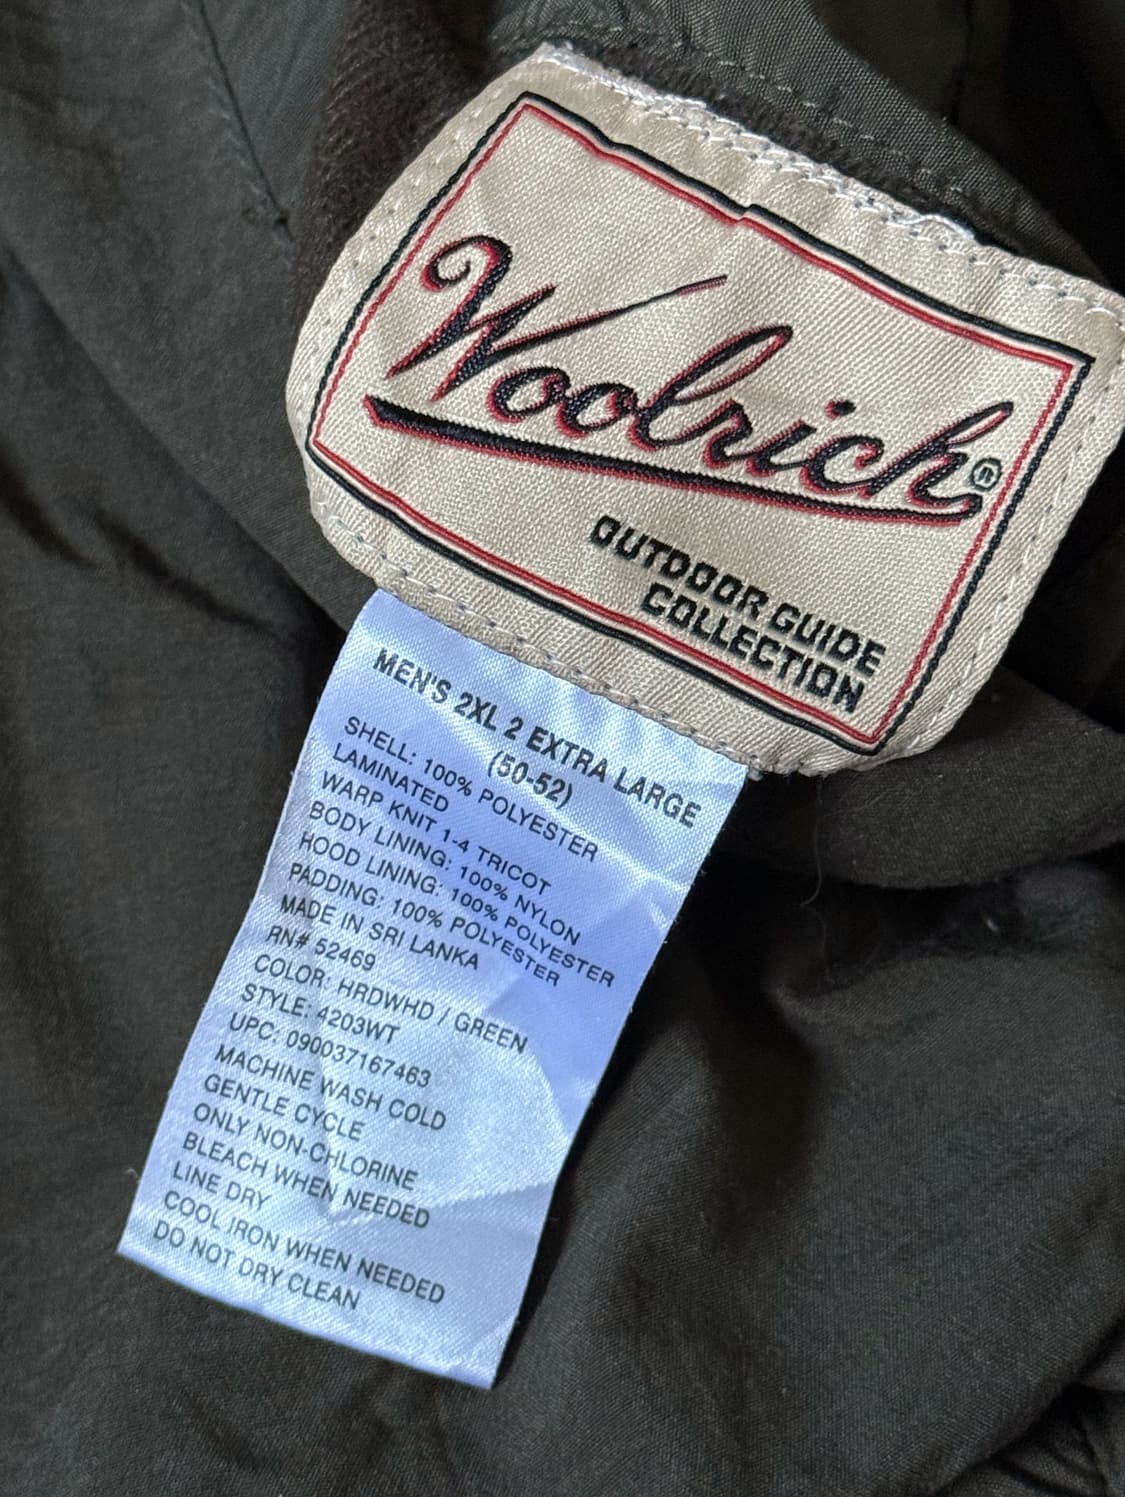 Woolrich®
OUTDOOR GUIDE
COLLECTION
MEN'S 2XL 2 EXTRA LARGE
(50-52)
SHELL: 100% POLYESTER
LAMINATED
WARP KNIT 1-4 TRICOT
BODY LINING: 100% NYLON
HOOD LINING: 100% POLYESTER
PADDING: 100% POLYESTER
MADE IN SRI LANKA
RN# 52469
COLOR: HRDWHD / GREEN
STYLE: 4203WT
UPC: 090037167463
MACHINE WASH COLD
GENTLE CYCLE
ONLY NON-CHLORINE
BLEACH WHEN NEEDED
LINE DRY
COOL IRON WHEN NEEDED
DO NOT DRY CLEAN